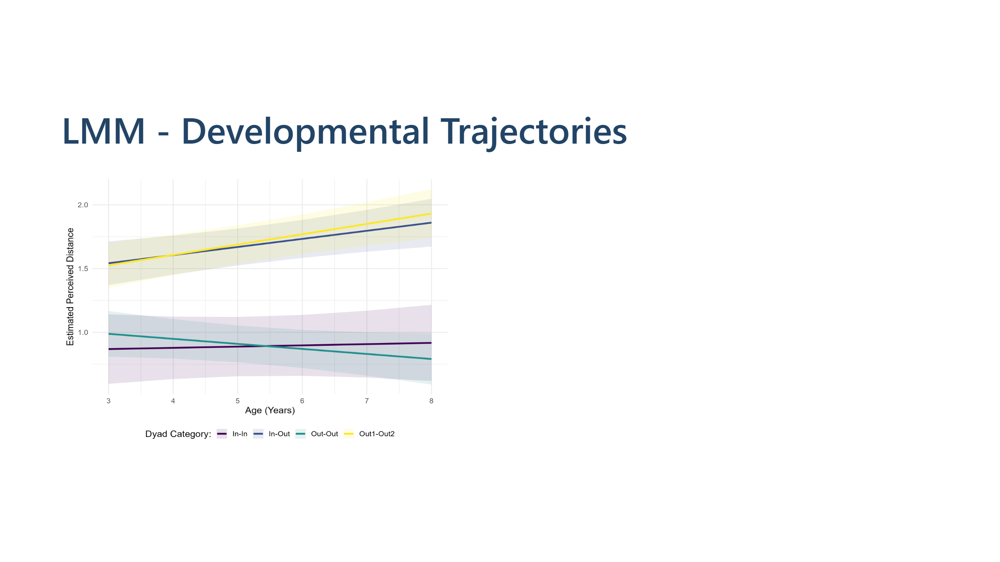 LMM - Developmental Trajectories
2.0
1.5
1.0
Estimated Perceived Distance
3 4 5 6 7 8
Age (Years)
Dyad Category: In-In In-Out Out-Out Out1-Out2